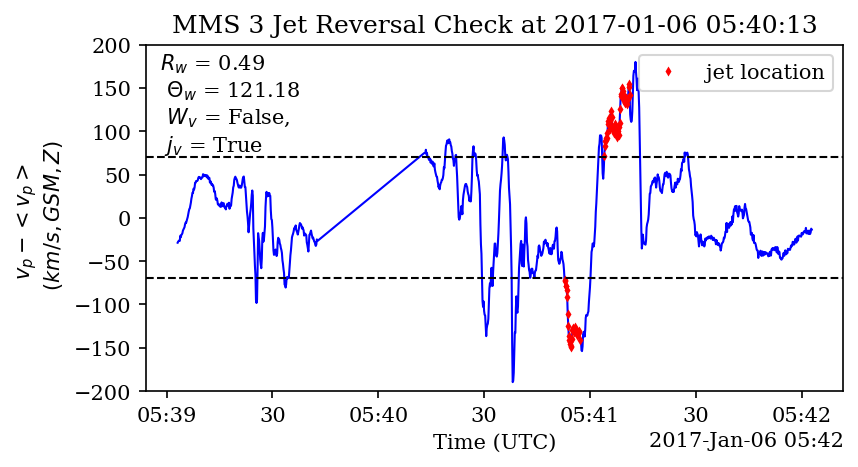 MMS 3 Jet Reversal Check at 2017-01-06 05:40:13
R_w = 0.49
Θ_w = 121.18
W_v = False,
j_v = True
jet location
v_p − <v_p>
(km/s, GSM, Z)
200
150
100
50
0
−50
−100
−150
−200
05:39 30 05:40 30 05:41 30 05:42
Time (UTC)
2017-Jan-06 05:42